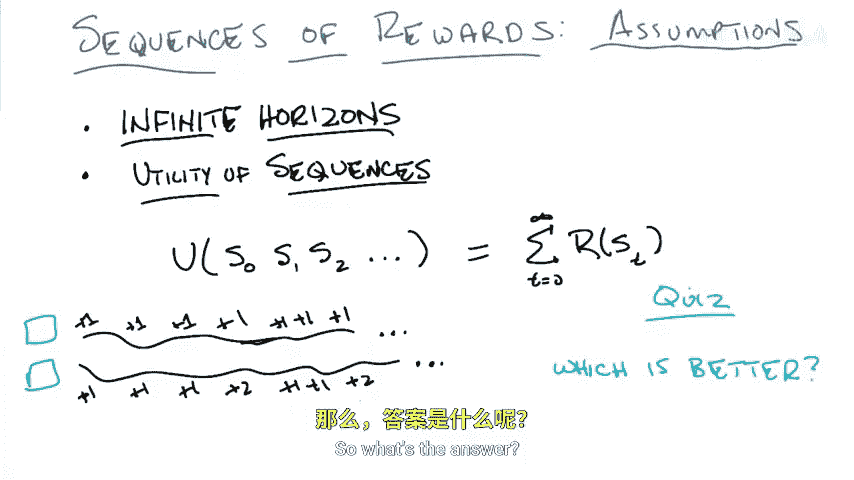 SEQUENCES OF REWARDS: ASSUMPTIONS
• INFINITE HORIZONS
• UTILITY OF SEQUENCES
U(S₀ S₁ S₂ ...) = ∞∑t=0 R(Sₜ)
Quiz
+1 +1 +1 +1 +1 +1 +1 ...
WHICH IS BETTER?
+1 +1 +1 +2 +1 +1 +2 ...
那么，答案是什么呢？
So what's the answer?